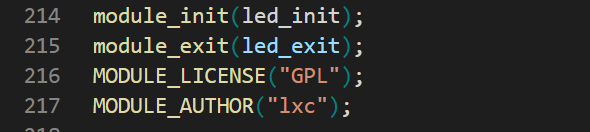 214 module_init(led_init);
215 module_exit(led_exit);
216 MODULE_LICENSE("GPL");
217 MODULE_AUTHOR("lxc");